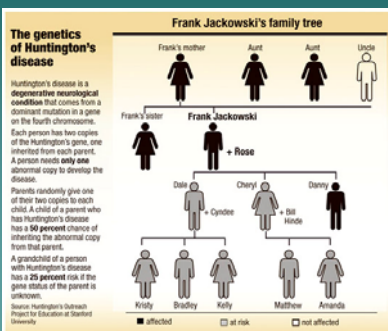 The genetics
of Huntington's
disease
Huntington's disease is a
degenerative neurological
condition that comes from a
dominant mutation in a gene
on the fourth chromosome.
Each person has two copies
of the Huntington's gene, one
inherited from each parent.
A person needs only one
abnormal copy to develop the
disease.
Parents randomly give one
of their two copies to each
child. A child of a parent who
has Huntington's disease
has a 50 percent chance of
inheriting the abnormal copy
from that parent.
A grandchild of a person
with Huntington's disease
has a 25 percent risk if the
gene status of the parent is
unknown.
Source: Huntington's Outreach
Project for Education at Stanford
University
Frank Jackowski's family tree
Frank's mother Aunt Aunt Uncle
Frank's sister Frank Jackowski
+ Rose
Dale Cheryl Danny
+ Cyndee + Bill
Hinde
Kristy Bradley Kelly Matthew Amanda
affected at risk not affected